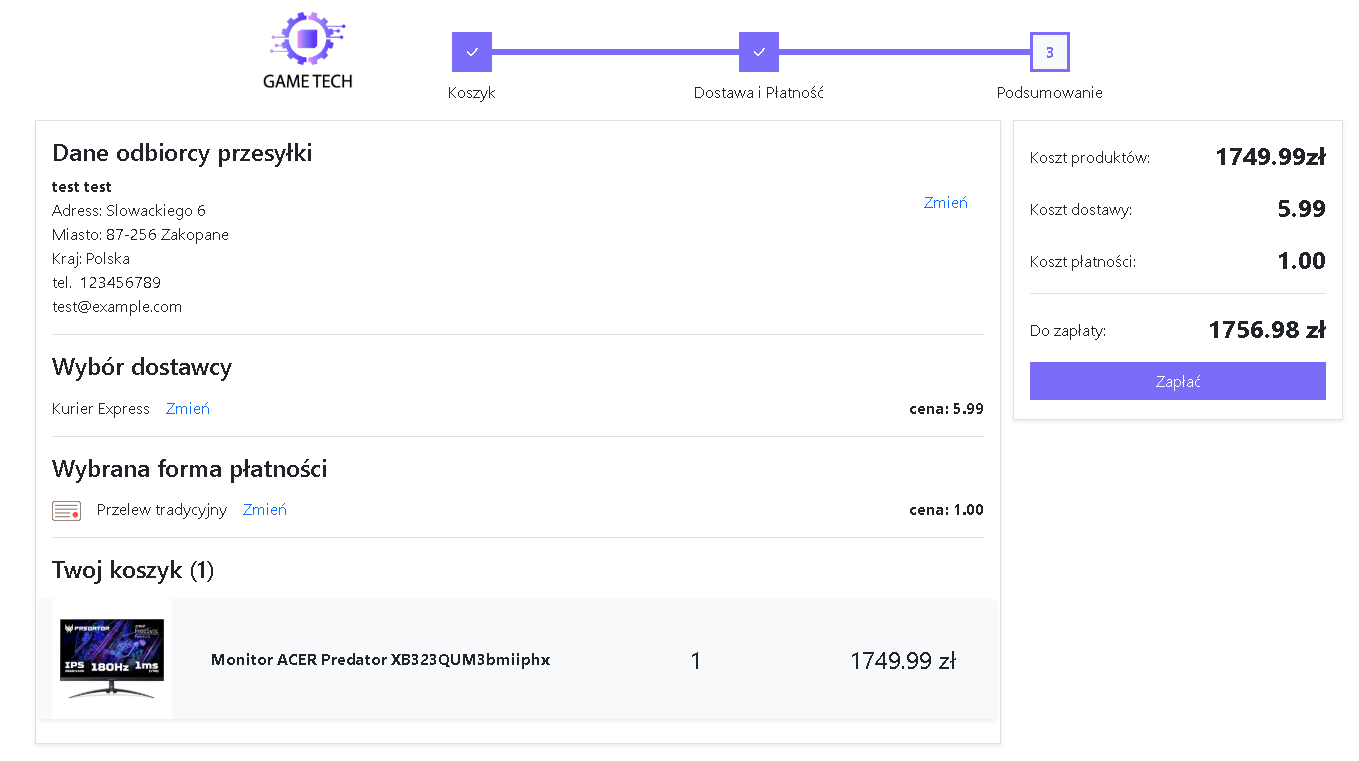 GAME TECH
3
Koszyk
Dostawa i Płatność
Podsumowanie
Dane odbiorcy przesyłki
test test
Adress: Slowackiego 6
Miasto: 87-256 Zakopane
Kraj: Polska
tel. 123456789
test@example.com
Zmień
Wybór dostawcy
Kurier Express Zmień cena: 5.99
Wybrana forma płatności
Przelew tradycyjny Zmień cena: 1.00
Twoj koszyk (1)
PREDATOR
FreeSync
IPS 180Hz 1ms
Monitor ACER Predator XB323QUM3bmiiphx 1 1749.99 zł
Koszt produktów: 1749.99zł
Koszt dostawy: 5.99
Koszt płatności: 1.00
Do zapłaty: 1756.98 zł
Zapłać